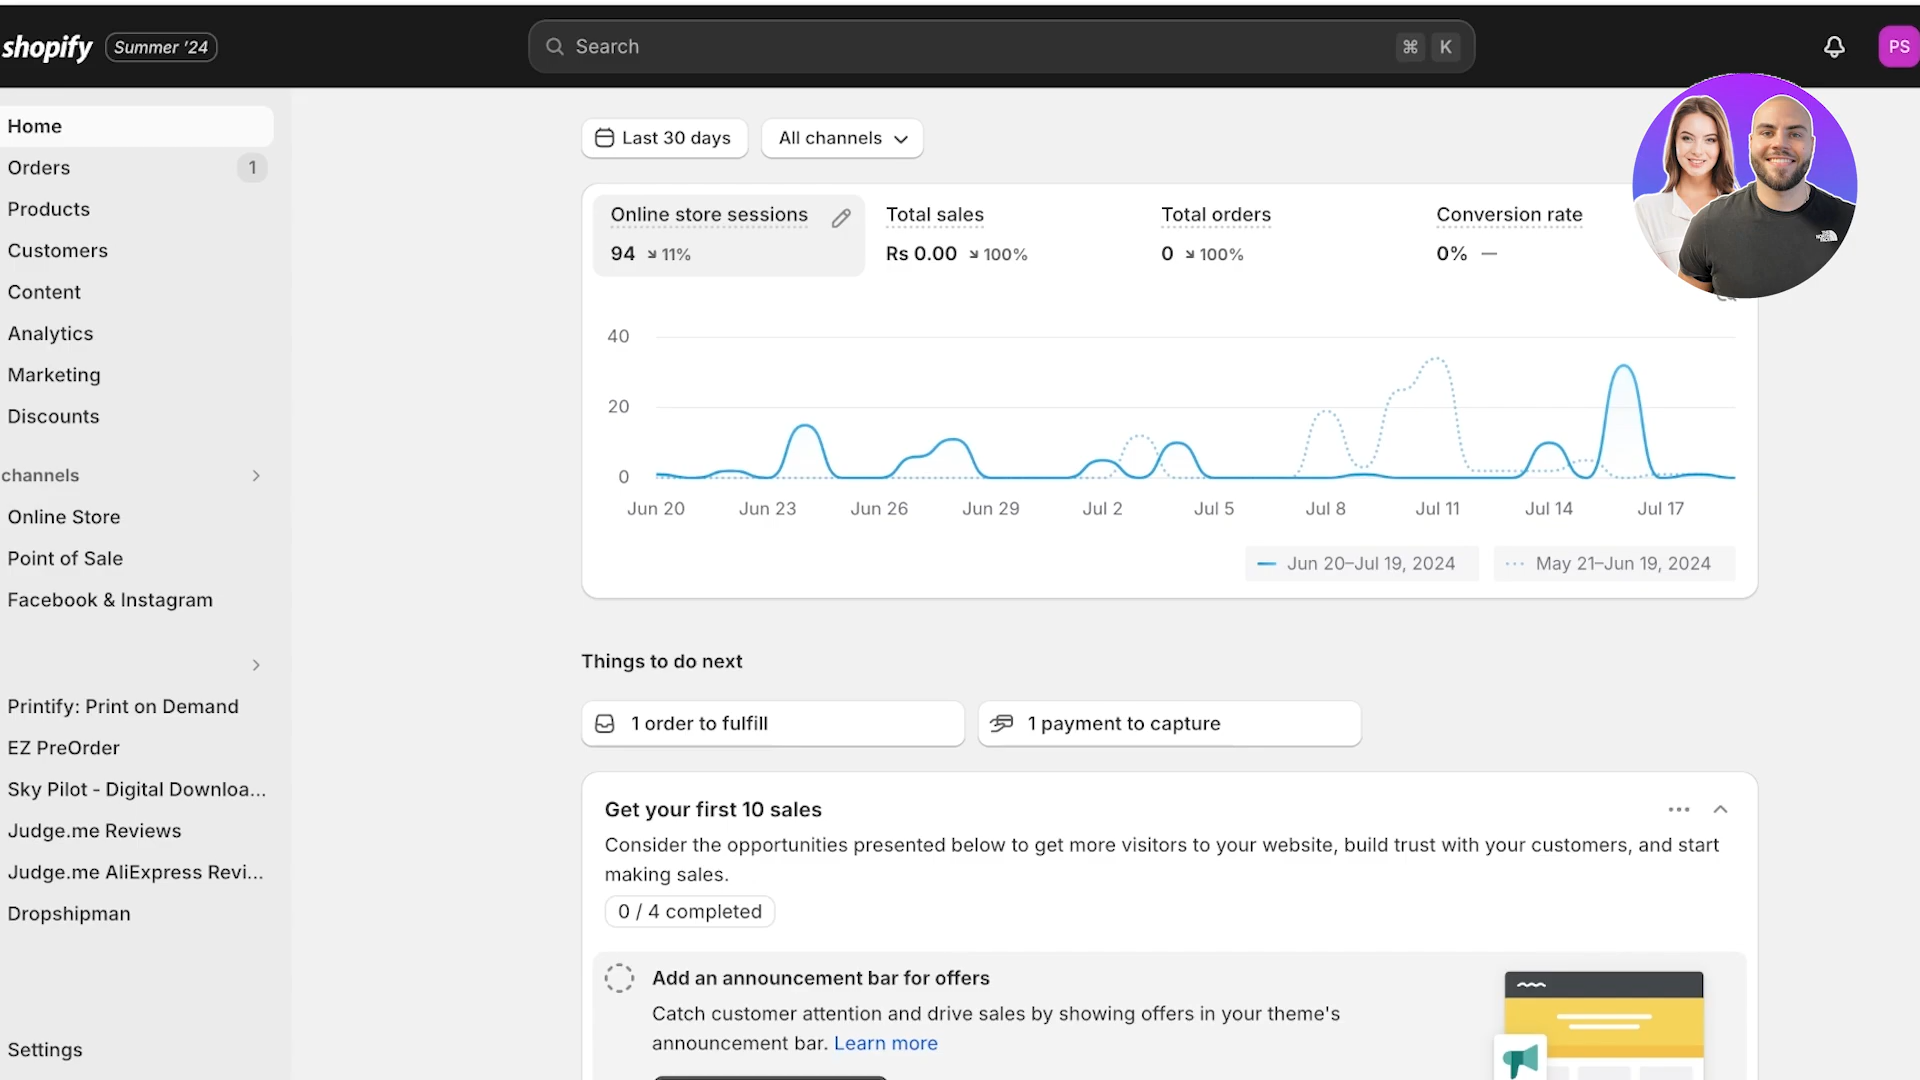 shopify Summer '24
Search
⌘ K
PS
Home
Orders 1
Products
Customers
Content
Analytics
Marketing
Discounts
channels
Online Store
Point of Sale
Facebook & Instagram
Printify: Print on Demand
EZ PreOrder
Sky Pilot - Digital Downloa...
Judge.me Reviews
Judge.me AliExpress Revi...
Dropshipman
Settings
Last 30 days
All channels
Online store sessions
94 ↘ 11%
Total sales
Rs 0.00 ↘ 100%
Total orders
0 ↘ 100%
Conversion rate
0% —
40
20
0
Jun 20 Jun 23 Jun 26 Jun 29 Jul 2 Jul 5 Jul 8 Jul 11 Jul 14 Jul 17
Jun 20–Jul 19, 2024
May 21–Jun 19, 2024
Things to do next
1 order to fulfill
1 payment to capture
Get your first 10 sales
Consider the opportunities presented below to get more visitors to your website, build trust with your customers, and start
making sales.
0 / 4 completed
Add an announcement bar for offers
Catch customer attention and drive sales by showing offers in your theme's
announcement bar. Learn more